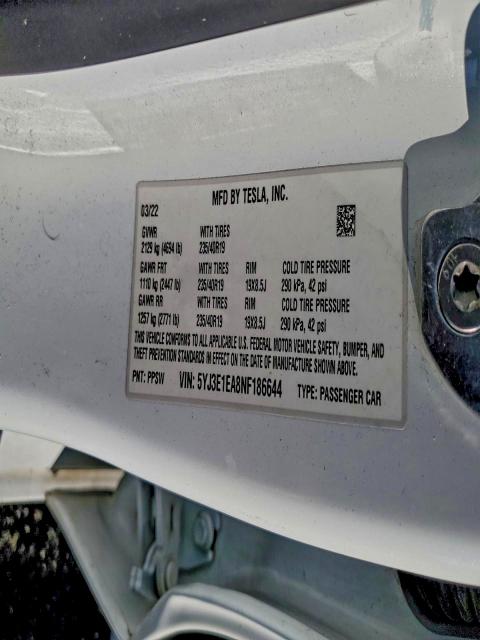 MFD BY TESLA, INC.
03/22
GVWR WITH TIRES
2129 kg (4694 lb) 235/40R19
GAWR FRT WITH TIRES RIM COLD TIRE PRESSURE
1110 kg (2447 lb) 235/40R19 19X8.5J 290 kPa, 42 psi
GAWR RR WITH TIRES RIM COLD TIRE PRESSURE
1257 kg (2771 lb) 235/40R19 19X8.5J 290 kPa, 42 psi
THIS VEHICLE CONFORMS TO ALL APPLICABLE U.S. FEDERAL MOTOR VEHICLE SAFETY, BUMPER, AND
THEFT PREVENTION STANDARDS IN EFFECT ON THE DATE OF MANUFACTURE SHOWN ABOVE.
PNT: PPSW VIN: 5YJ3E1EA8NF186644 TYPE: PASSENGER CAR